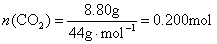 n(CO₂) = 8.80g / 44g·mol⁻¹ = 0.200mol